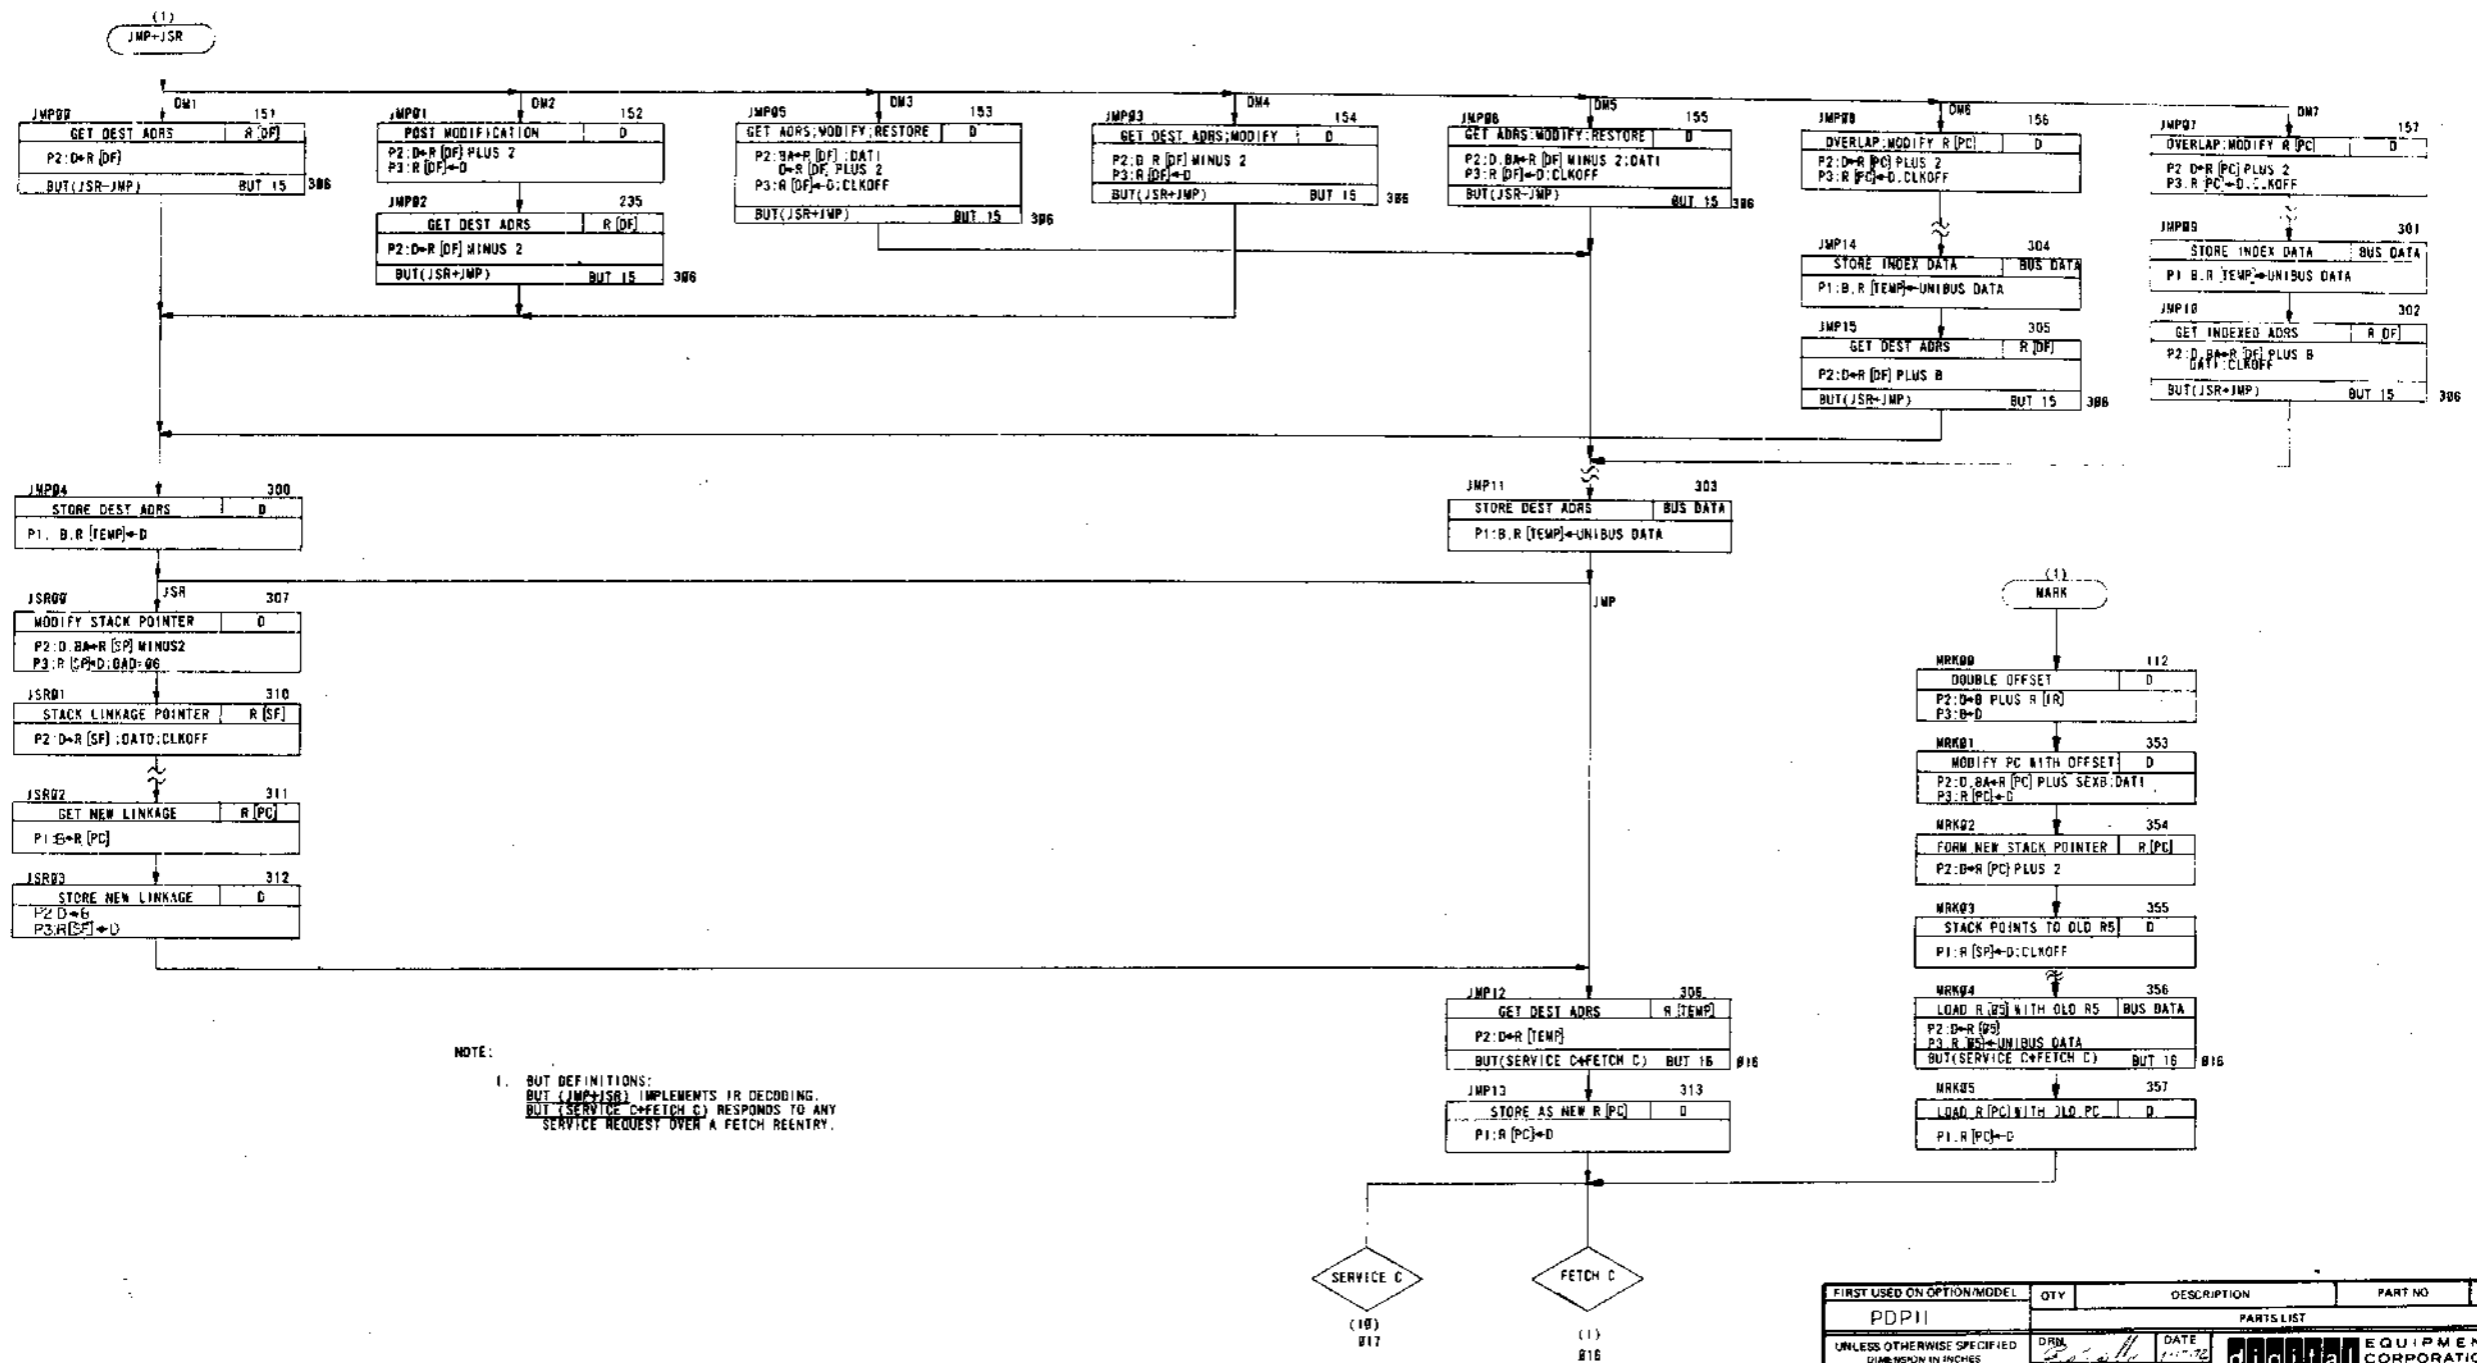 (1)
JMP+JSR
DM1
DM2
DM3
DM4
DM5
DM6
DM7
JMP00 151
GET DEST ADRS R [DF]
P2:D←R [DF]
BUT(JSR+JMP) BUT 15 306
JMP01 152
POST MODIFICATION D
P2:D←R [DF] PLUS 2
P3:R [DF]←D
JMP02 235
GET DEST ADRS R [DF]
P2:D←R [DF] MINUS 2
BUT(JSR+JMP) BUT 15 306
JMP05 153
GET ADRS;MODIFY;RESTORE D
P2:BA←R [DF] ;DATI
D←R [DF] PLUS 2
P3:R [DF]←D;CLKOFF
BUT(JSR+JMP) BUT 15 306
JMP03 154
GET DEST ADRS;MODIFY D
P2:D R [DF] MINUS 2
P3:R [DF]←D
BUT(JSR+JMP) BUT 15 306
JMP06 155
GET ADRS;MODIFY;RESTORE D
P2:D,BA←R [DF] MINUS 2;DATI
P3:R [DF]←D;CLKOFF
BUT(JSR+JMP) BUT 15 306
JMP08 156
OVERLAP;MODIFY R [PC] D
P2:D←R [PC] PLUS 2
P3:R [PC]←D,CLKOFF
JMP14 304
STORE INDEX DATA BUS DATA
P1:B,R [TEMP]←UNIBUS DATA
JMP15 305
GET DEST ADRS R [DF]
P2:D←R [DF] PLUS B
BUT(JSR+JMP) BUT 15 306
JMP07 157
OVERLAP;MODIFY R [PC] D
P2 D←R [PC] PLUS 2
P3.R [PC]←D.CLKOFF
JMP09 301
STORE INDEX DATA BUS DATA
P1 B,R [TEMP]←UNIBUS DATA
JMP10 302
GET INDEXED ADRS R [DF]
P2:D,BA←R [DF] PLUS B
DATI;CLKOFF
BUT(JSR+JMP) BUT 15 306
JMP04 300
STORE DEST ADRS D
P1, B,R [TEMP]←D
JSR
JSR00 307
MODIFY STACK POINTER D
P2:D,BA←R [SP] MINUS2
P3:R [SP]←D;BAD=06
JSR01 310
STACK LINKAGE POINTER R [SF]
P2:D←R [SF] ;DATO;CLKOFF
JSR02 311
GET NEW LINKAGE R [PC]
P1:B←R [PC]
JSR03 312
STORE NEW LINKAGE D
P2:D←B
P3:R[SF]←D
JMP11 303
STORE DEST ADRS BUS DATA
P1:B,R [TEMP]←UNIBUS DATA
JMP
JMP12 306
GET DEST ADRS R [TEMP]
P2:D←R [TEMP]
BUT(SERVICE C+FETCH C) BUT 16 016
JMP13 313
STORE AS NEW R [PC] D
P1:R [PC]←D
(1)
MARK
MRK00 112
DOUBLE OFFSET D
P2:D←B PLUS R [IR]
P3:B←D
MRK01 353
MODIFY PC WITH OFFSET D
P2:D,BA←R [PC] PLUS SEXB;DATI
P3:R [PC]←D
MRK02 354
FORM NEW STACK POINTER R [PC]
P2:D←R [PC] PLUS 2
MRK03 355
STACK POINTS TO OLD R5 D
P1:R [SP]←D;CLKOFF
MRK04 356
LOAD R [05] WITH OLD R5 BUS DATA
P2:D←R [05]
P3 R [05]←UNIBUS DATA
BUT(SERVICE C+FETCH C) BUT 16 016
MRK05 357
LOAD R [PC] WITH OLD PC D
P1.R [PC]←D
NOTE:
1. BUT DEFINITIONS:
BUT (JMP+JSR) IMPLEMENTS IR DECODING.
BUT (SERVICE C+FETCH C) RESPONDS TO ANY
SERVICE REQUEST OVER A FETCH REENTRY.
SERVICE C
(10)
017
FETCH C
(1)
016
FIRST USED ON OPTION/MODEL QTY DESCRIPTION PART NO
PDP11
PARTS LIST
UNLESS OTHERWISE SPECIFIED
DIMENSION IN INCHES
DRN. DATE
digital EQUIPMEN
CORPORATIO